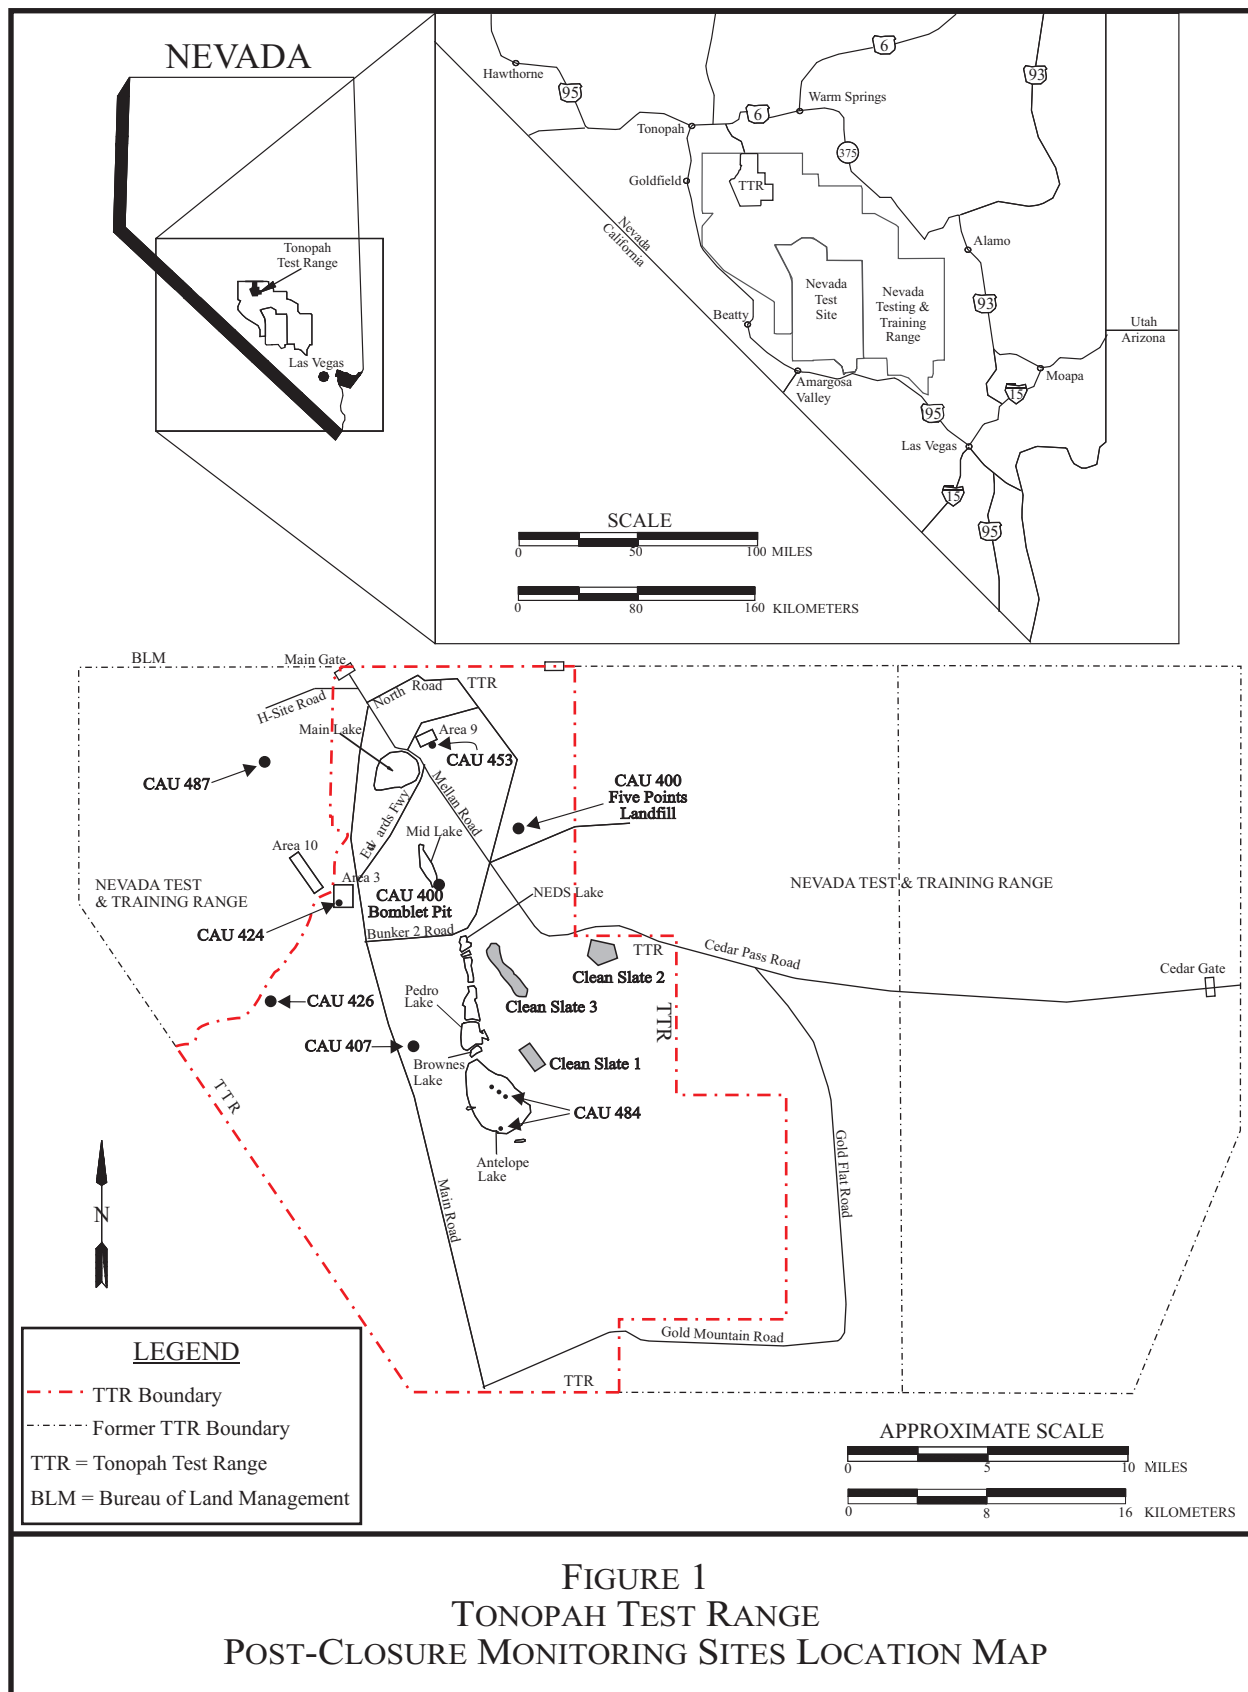 NEVADA
Tonopah
Test Range
Las Vegas
Hawthorne
95
6
93
Warm Springs
6
Tonopah
375
Goldfield
TTR
Nevada
California
Alamo
Nevada
Test
Site
Nevada
Testing &
Training
Range
93
Beatty
Utah
Arizona
Amargosa
Valley
Moapa
15
95
Las Vegas
15
95
SCALE
0 50 100 MILES
0 80 160 KILOMETERS
BLM
Main Gate
TTR
North Road
H-Site Road
Main Lake
Area 9
CAU 453
CAU 487
Mellan Road
CAU 400
Five Points
Landfill
Edwards Fwy
Mid Lake
Area 10
Area 3
NEVADA TEST
& TRAINING RANGE
CAU 400
Bomblet Pit
NEDS Lake
NEVADA TEST & TRAINING RANGE
CAU 424
Bunker 2 Road
TTR
Cedar Pass Road
Cedar Gate
Clean Slate 2
Clean Slate 3
Pedro
Lake
CAU 426
TTR
CAU 407
Brownes
Lake
Clean Slate 1
TTR
CAU 484
Antelope
Lake
Main Road
Gold Flat Road
N
Gold Mountain Road
TTR
LEGEND
TTR Boundary
Former TTR Boundary
TTR = Tonopah Test Range
BLM = Bureau of Land Management
APPROXIMATE SCALE
0 5 10 MILES
0 8 16 KILOMETERS
FIGURE 1
TONOPAH TEST RANGE
POST-CLOSURE MONITORING SITES LOCATION MAP